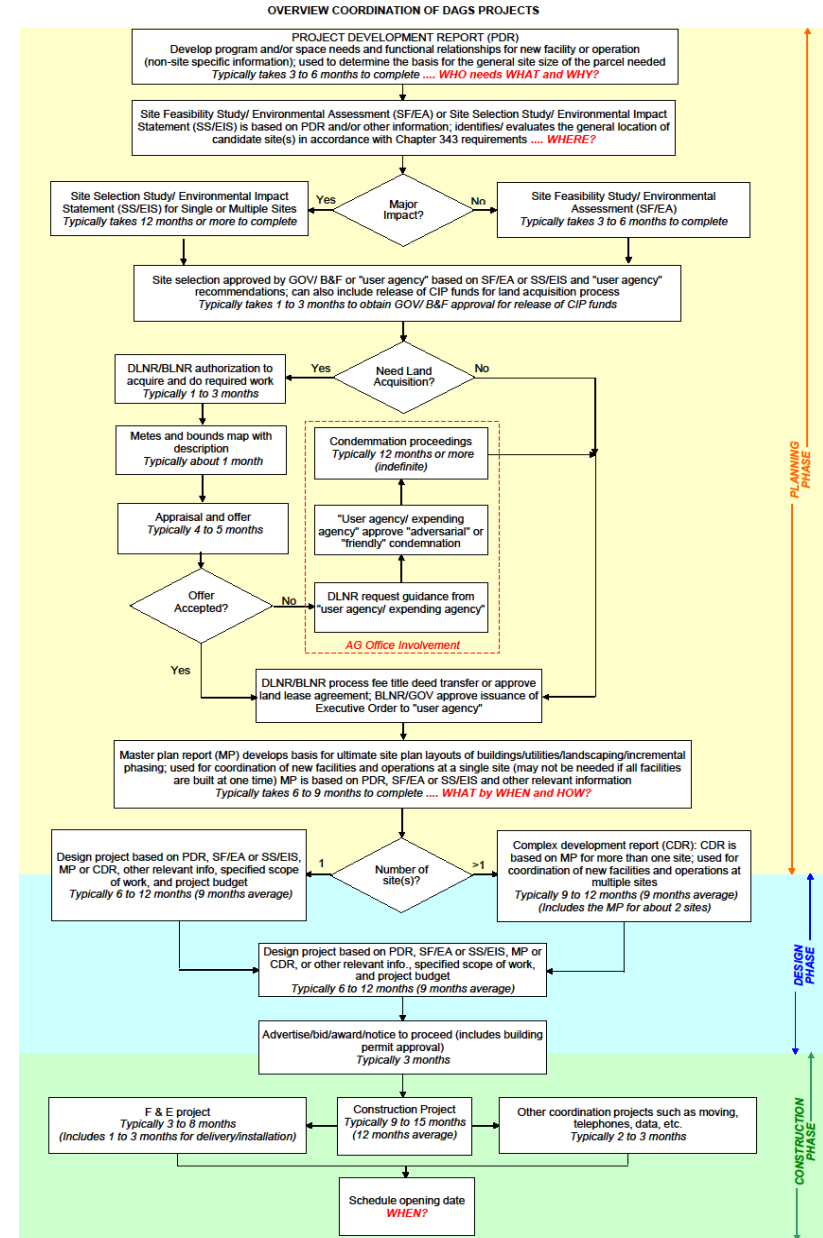 OVERVIEW COORDINATION OF DAGS PROJECTS
PROJECT DEVELOPMENT REPORT (PDR)
Develop program and/or space needs and functional relationships for new facility or operation
(non-site specific information); used to determine the basis for the general site size of the parcel needed
Typically takes 3 to 6 months to complete .... WHO needs WHAT and WHY?
Site Feasibility Study/ Environmental Assessment (SF/EA) or Site Selection Study/ Environmental Impact
Statement (SS/EIS) is based on PDR and/or other information; identifies/ evaluates the general location of
candidate site(s) in accordance with Chapter 343 requirements .... WHERE?
Major
Impact?
Yes
No
Site Selection Study/ Environmental Impact
Statement (SS/EIS) for Single or Multiple Sites
Typically takes 12 months or more to complete
Site Feasibility Study/ Environmental
Assessment (SF/EA)
Typically takes 3 to 6 months to complete
Site selection approved by GOV/ B&F or "user agency" based on SF/EA or SS/EIS and "user agency"
recommendations; can also include release of CIP funds for land acquisition process
Typically takes 1 to 3 months to obtain GOV/ B&F approval for release of CIP funds
Need Land
Acquisition?
Yes
No
DLNR/BLNR authorization to
acquire and do required work
Typically 1 to 3 months
Metes and bounds map with
description
Typically about 1 month
Appraisal and offer
Typically 4 to 5 months
Offer
Accepted?
No
Yes
Condemmation proceedings
Typically 12 months or more
(indefinite)
"User agency/ expending
agency" approve "adversarial" or
"friendly" condemnation
DLNR request guidance from
"user agency/ expending agency"
AG Office Involvement
DLNR/BLNR process fee title deed transfer or approve
land lease agreement; BLNR/GOV approve issuance of
Executive Order to "user agency"
Master plan report (MP) develops basis for ultimate site plan layouts of buildings/utilities/landscaping/incremental
phasing; used for coordination of new facilities and operations at a single site (may not be needed if all facilities
are built at one time) MP is based on PDR, SF/EA or SS/EIS and other relevant information
Typically takes 6 to 9 months to complete .... WHAT by WHEN and HOW?
Number of
site(s)?
1
>1
Design project based on PDR, SF/EA or SS/EIS,
MP or CDR, other relevant info, specified scope
of work, and project budget
Typically 6 to 12 months (9 months average)
Complex development report (CDR): CDR is
based on MP for more than one site; used for
coordination of new facilities and operations at
multiple sites
Typically 9 to 12 months (9 months average)
(Includes the MP for about 2 sites)
Design project based on PDR, SF/EA or SS/EIS, MP or
CDR, or other relevant info., specified scope of work,
and project budget
Typically 6 to 12 months (9 months average)
Advertise/bid/award/notice to proceed (includes building
permit approval)
Typically 3 months
F & E project
Typically 3 to 8 months
(Includes 1 to 3 months for delivery/installation)
Construction Project
Typically 9 to 15 months
(12 months average)
Other coordination projects such as moving,
telephones, data, etc.
Typically 2 to 3 months
Schedule opening date
WHEN?
PLANNING
PHASE
DESIGN
PHASE
CONSTRUCTION
PHASE